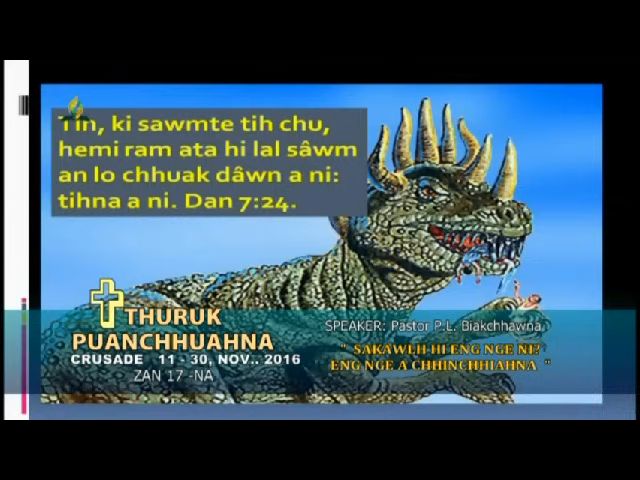 Tin, ki sawmte tih chu,
hemi ram ata hi lal sâwm
an lo chhuak dâwn a ni:
tihna a ni. Dan 7:24.
THURUK
PUANCHHUAHNA
CRUSADE 11 - 30, NOV.. 2016
ZAN 17 -NA
SPEAKER: Pastor P.L. Biakchhawna.
" SAKAWLH HI ENG NGE NI?
ENG NGE A CHHINCHHIAHNA "